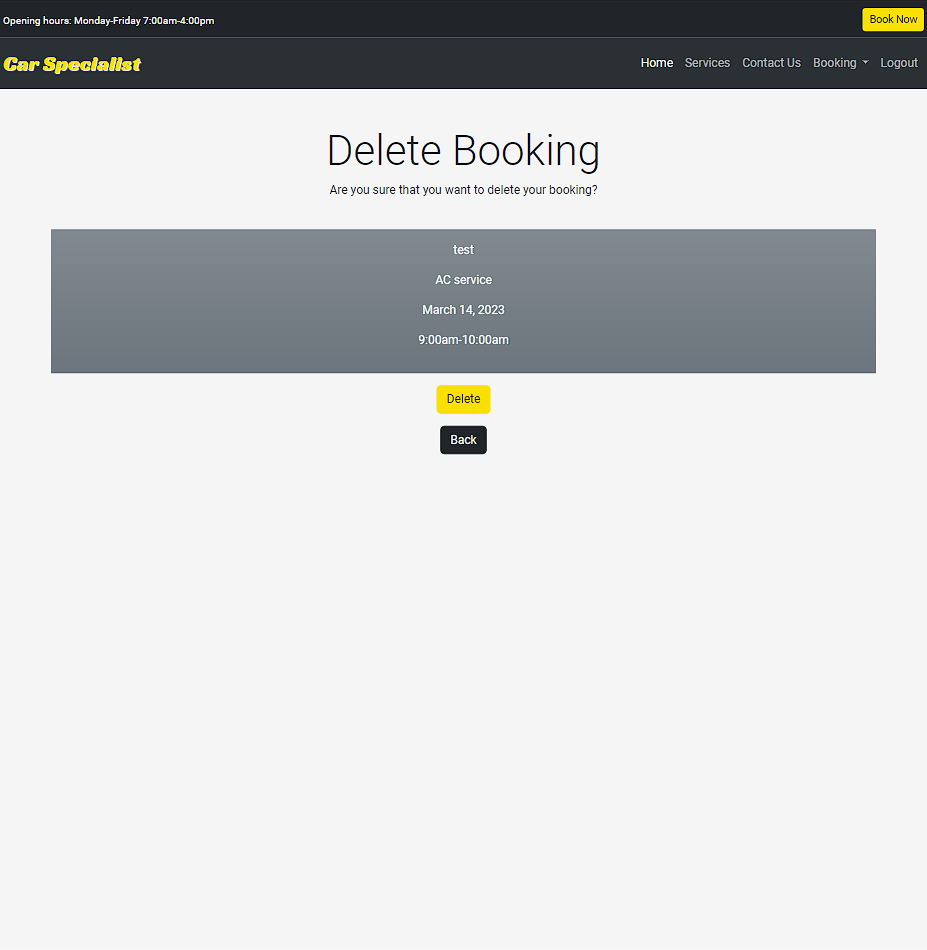 Opening hours: Monday-Friday 7:00am-4:00pm
Book Now
Car Specialist
Home Services Contact Us Booking Logout
Delete Booking
Are you sure that you want to delete your booking?
test
AC service
March 14, 2023
9:00am-10:00am
Delete
Back